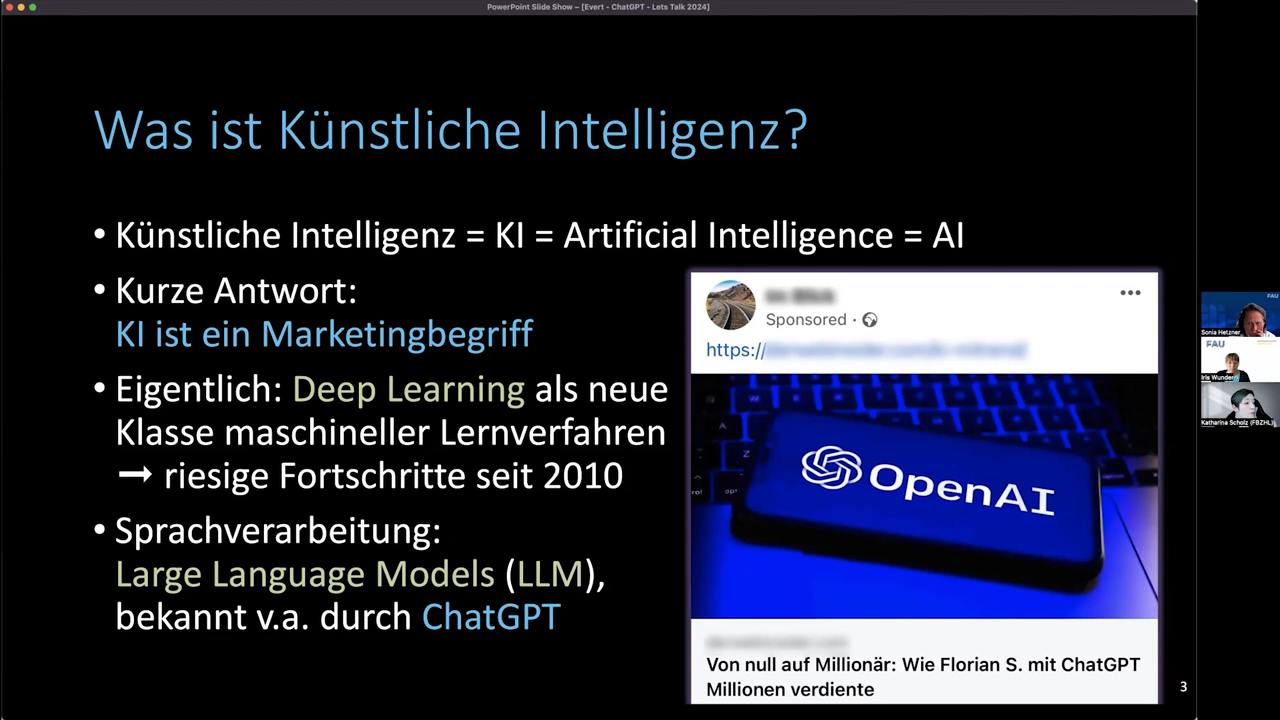 PowerPoint Slide Show – [Evert - ChatGPT - Lets Talk 2024]
Was ist Künstliche Intelligenz?
• Künstliche Intelligenz = KI = Artificial Intelligence = AI
• Kurze Antwort:
KI ist ein Marketingbegriff
• Eigentlich: Deep Learning als neue
Klasse maschineller Lernverfahren
→ riesige Fortschritte seit 2010
• Sprachverarbeitung:
Large Language Models (LLM),
bekannt v.a. durch ChatGPT
Sponsored ·
https://
OpenAI
Von null auf Millionär: Wie Florian S. mit ChatGPT
Millionen verdiente
3
FAU
Sonia Hetzner
FAU
Iris Wunder
Katharina Scholz (FBZHL)